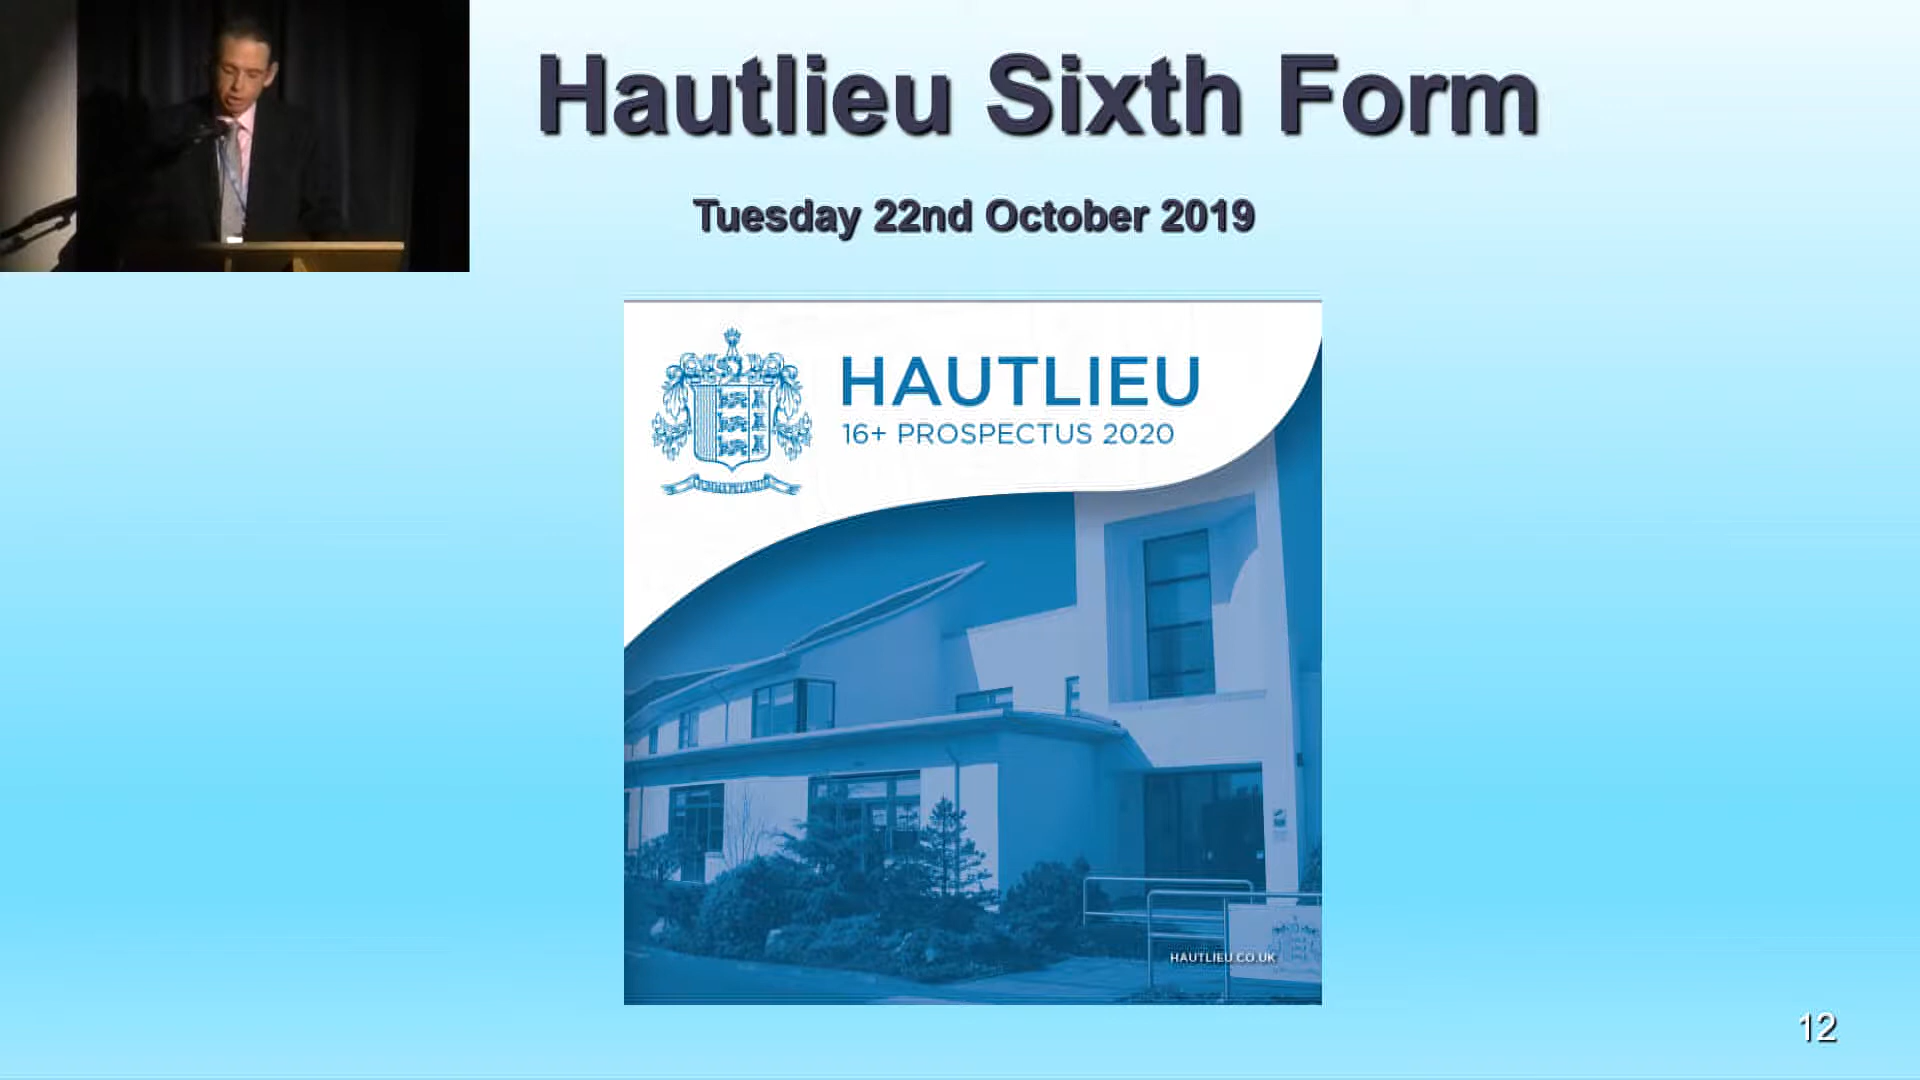 Hautlieu Sixth Form
Tuesday 22nd October 2019
HAUTLIEU
16+ PROSPECTUS 2020
HAUTLIEU.CO.UK
12